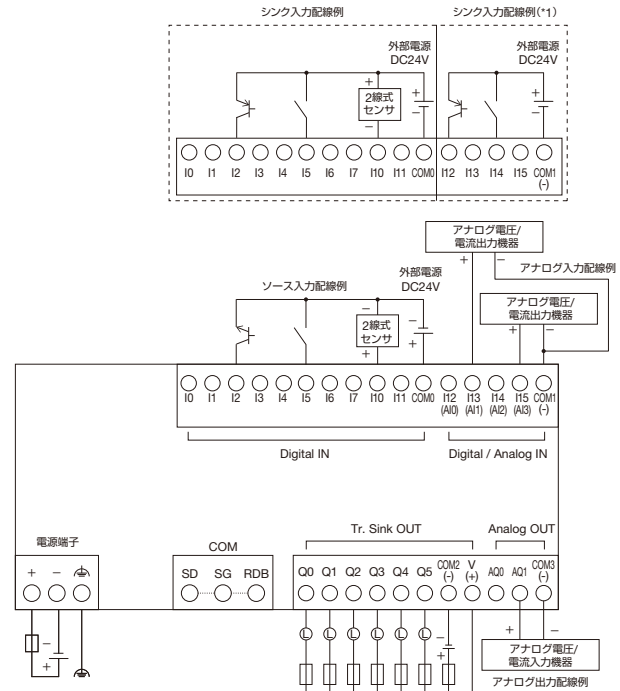 シンク入力配線例
シンク入力配線例(*1)
外部電源
DC24V
外部電源
DC24V
+
2線式
センサ
−
+
−
+
−
+
−
I0 I1 I2 I3 I4 I5 I6 I7 I10 I11 COM0 I12 I13 I14 I15 COM1
(-)
アナログ電圧/
電流出力機器
+ −
アナログ入力配線例
外部電源
DC24V
ソース入力配線例
アナログ電圧/
電流出力機器
+ −
−
2線式
センサ
+
−
+
I0 I1 I2 I3 I4 I5 I6 I7 I10 I11 COM0 I12 I13 I14 I15 COM1
(AI0) (AI1) (AI2) (AI3) (-)
Digital IN
Digital / Analog IN
Tr. Sink OUT
Analog OUT
電源端子
COM
+ −
SD SG RDB
Q0 Q1 Q2 Q3 Q4 Q5 COM2 V AQ0 AQ1 COM3
(-) (+) (-)
L L L L L L
−
+
−
+
+ −
アナログ電圧/
電流入力機器
アナログ出力配線例